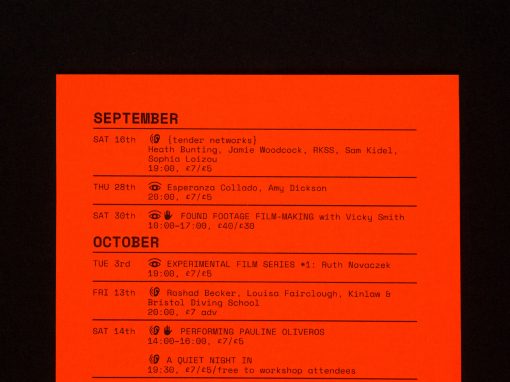 SEPTEMBER
SAT 16th {tender networks}
Heath Bunting, Jamie Woodcock, RKSS, Sam Kidel,
Sophia Loizou
19:00, £7/£5
THU 28th Esperanza Collado, Amy Dickson
20:00, £7/£5
SAT 30th FOUND FOOTAGE FILM-MAKING with Vicky Smith
10:00-17:00, £40/£30
OCTOBER
TUE 3rd EXPERIMENTAL FILM SERIES #1: Ruth Novaczek
19:00, £7/£5
FRI 13th Rashad Becker, Louisa Fairclough, Kinlaw &
Bristol Diving School
20:00, £7 adv
SAT 14th PERFORMING PAULINE OLIVEROS
14:00-16:00, £7/£5
A QUIET NIGHT IN
19:30, £7/£5/free to workshop attendees